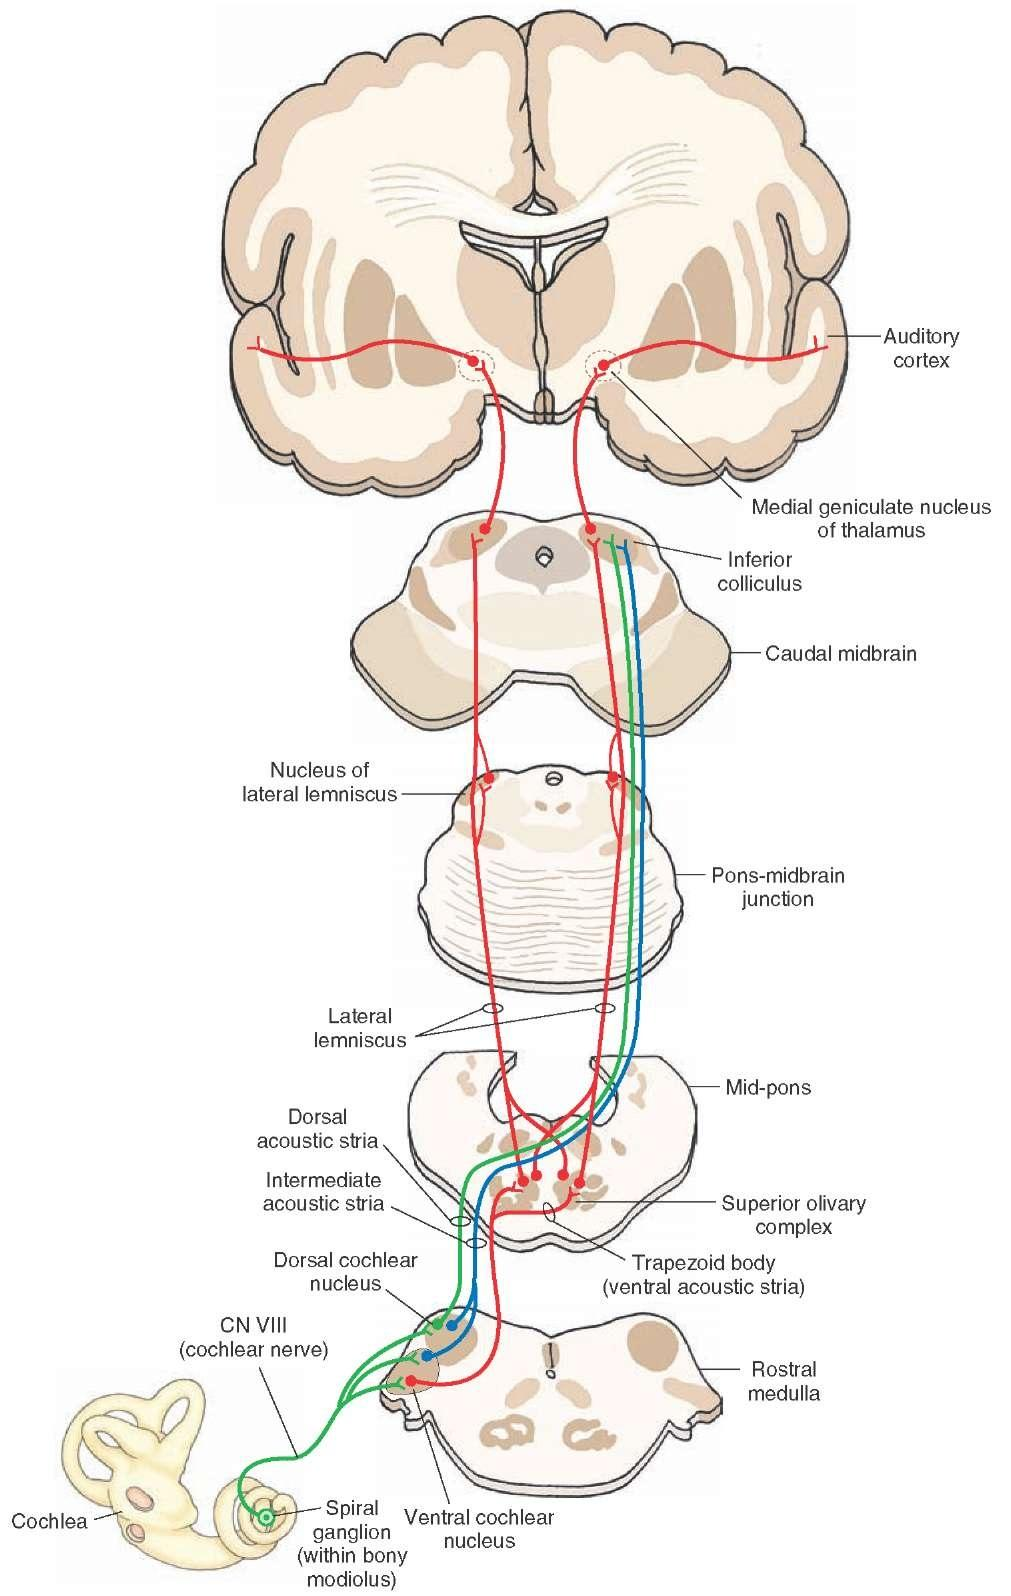 Auditory
cortex
Medial geniculate nucleus
of thalamus
Inferior
colliculus
Caudal midbrain
Nucleus of
lateral lemniscus
Pons-midbrain
junction
Lateral
lemniscus
Mid-pons
Dorsal
acoustic stria
Intermediate
acoustic stria
Superior olivary
complex
Trapezoid body
(ventral acoustic stria)
Dorsal cochlear
nucleus
CN VIII
(cochlear nerve)
Rostral
medulla
Cochlea
Spiral
ganglion
(within bony
modiolus)
Ventral cochlear
nucleus